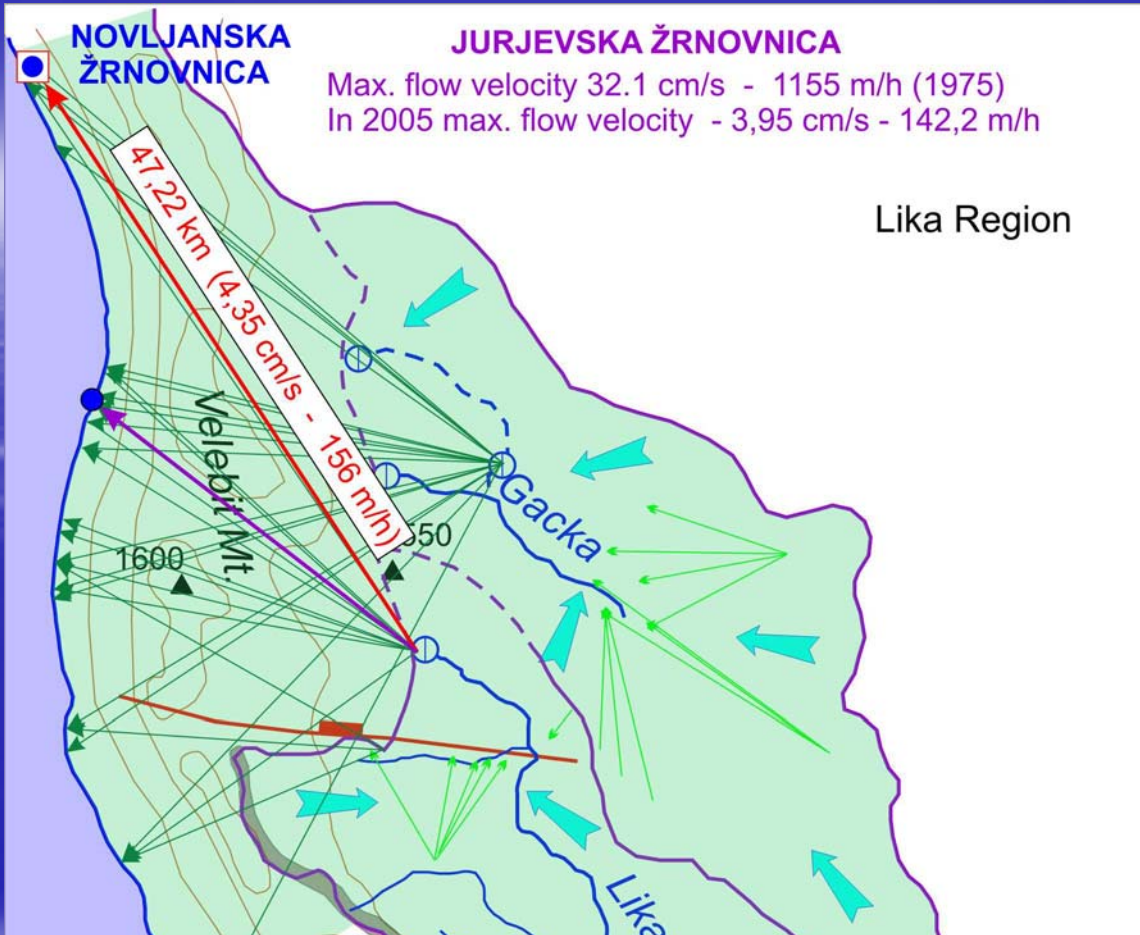 NOVLJANSKA
ŽRNOVNICA
JURJEVSKA ŽRNOVNICA
Max. flow velocity 32.1 cm/s - 1155 m/h (1975)
In 2005 max. flow velocity - 3,95 cm/s - 142,2 m/h
Lika Region
47,22 km (4,35 cm/s - 156 m/h)
Velebit Mt.
Gacka
550
1600
Lika